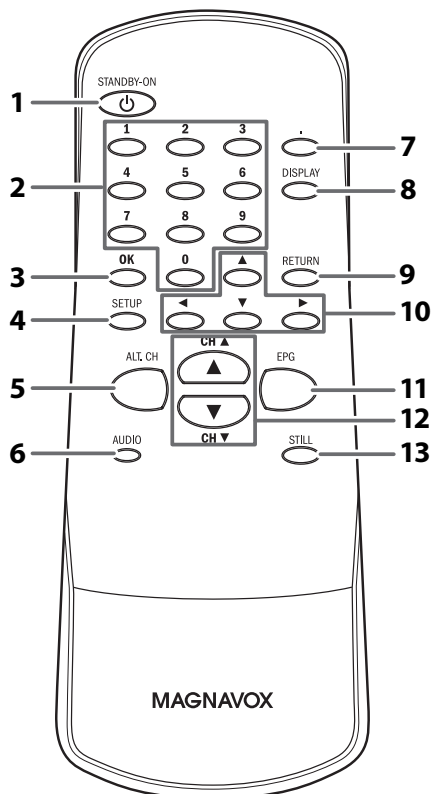 STANDBY-ON
1
1 2 3 .
7
2
4 5 6 DISPLAY
8
7 8 9
OK 0 ▲ RETURN
3
9
SETUP ◀ ▼ ▶
4
10
CH ▲
ALT. CH ▲ EPG
5
11
▼
12
CH ▼
AUDIO STILL
6
13
MAGNAVOX